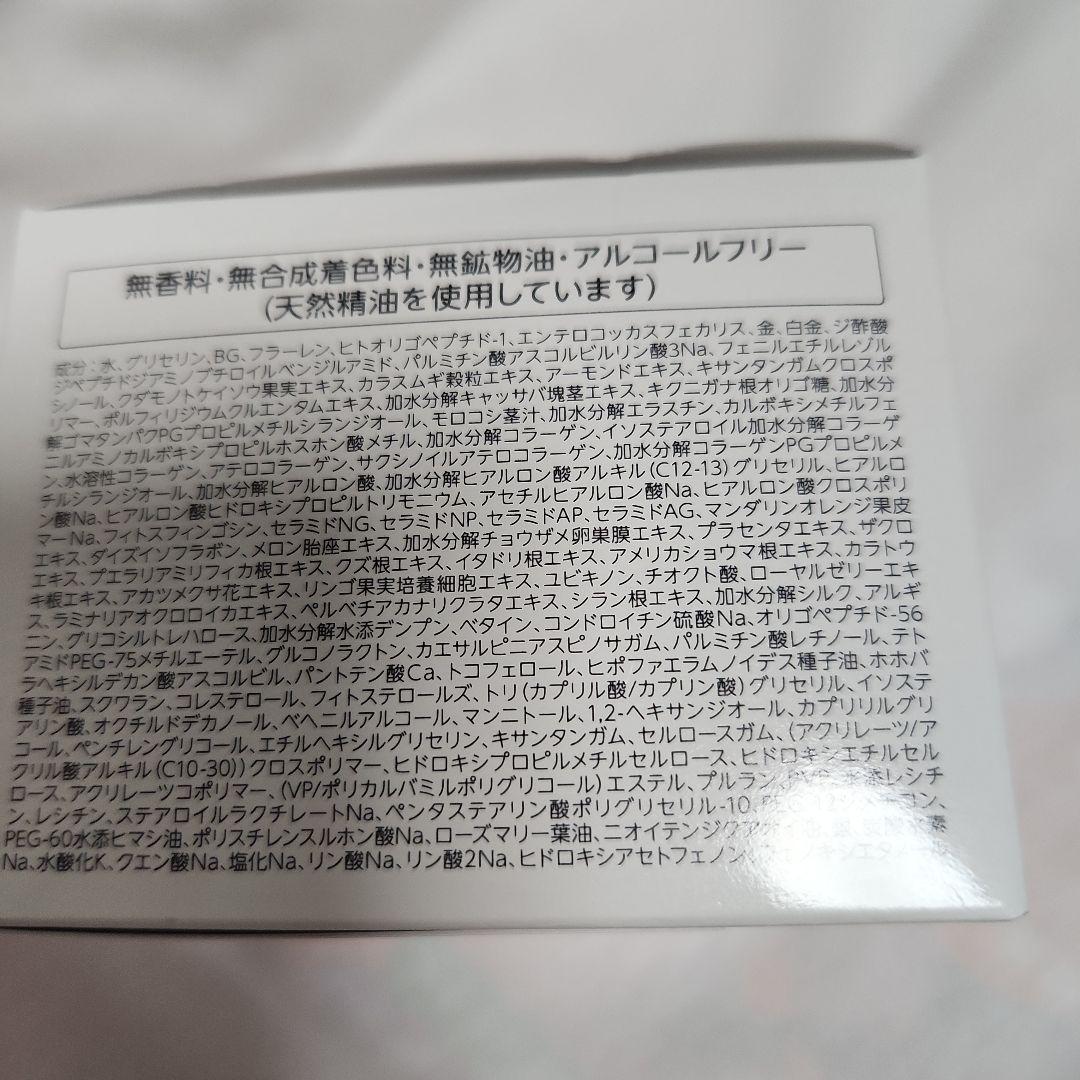 無香料・無合成着色料・無鉱物油・アルコールフリー
(天然精油を使用しています)
成分：水、グリセリン、BG、フラーレン、ヒトオリゴペプチド-1、エンテロコッカスフェカリス、金、白金、ジ酢酸
ジペプチドジアミノブチロイルベンジルアミド、パルミチン酸アスコルビルリン酸3Na、フェニルエチルレゾル
シノール、クダモノトケイソウ果実エキス、カラスムギ穀粒エキス、アーモンドエキス、キサンタンガムクロスポ
リマー、ポルフィリジウムクルエンタムエキス、加水分解キャッサバ塊茎エキス、キクニガナ根オリゴ糖、加水分
解ゴマタンパクPGプロピルメチルシランジオール、モロコシ茎汁、加水分解エラスチン、カルボキシメチルフェ
ニルアミノカルボキシプロピルホスホン酸メチル、加水分解コラーゲン、イソステアロイル加水分解コラーゲ
ン、水溶性コラーゲン、アテロコラーゲン、サクシノイルアテロコラーゲン、加水分解コラーゲンPGプロピルメ
チルシランジオール、加水分解ヒアルロン酸、加水分解ヒアルロン酸アルキル(C12-13)グリセリル、ヒアルロ
ン酸Na、ヒアルロン酸ヒドロキシプロピルトリモニウム、アセチルヒアルロン酸Na、ヒアルロン酸クロスポリ
マーNa、フィトスフィンゴシン、セラミドNG、セラミドNP、セラミドAP、セラミドAG、マンダリンオレンジ果皮
エキス、ダイズイソフラボン、メロン胎座エキス、加水分解チョウザメ卵巣膜エキス、プラセンタエキス、ザクロ
エキス、プエラリアミリフィカ根エキス、クズ根エキス、イタドリ根エキス、アメリカショウマ根エキス、カラトウ
キ根エキス、アカツメクサ花エキス、リンゴ果実培養細胞エキス、ユビキノン、チオクト酸、ローヤルゼリーエキ
ス、ラミナリアオクロロイカエキス、ペルベチアカナリクラタエキス、シラン根エキス、加水分解シルク、アルギ
ニン、グリコシルトレハロース、加水分解水添デンプン、ベタイン、コンドロイチン硫酸Na、オリゴペプチド-56
アミドPEG-75メチルエーテル、グルコノラクトン、カエサルピニアスピノサガム、パルミチン酸レチノール、テト
ラヘキシルデカン酸アスコルビル、パントテン酸Ca、トコフェロール、ヒポファエラムノイデス種子油、ホホバ
種子油、スクワラン、コレステロール、フィトステロールズ、トリ(カプリル酸/カプリン酸)グリセリル、イソステ
アリン酸、オクチルドデカノール、ベヘニルアルコール、マンニトール、1,2-ヘキサンジオール、カプリリルグリ
コール、ペンチレングリコール、エチルヘキシルグリセリン、キサンタンガム、セルロースガム、(アクリレーツ/ア
クリル酸アルキル(C10-30))クロスポリマー、ヒドロキシプロピルメチルセルロース、ヒドロキシエチルセル
ロース、アクリレーツコポリマー、(VP/ポリカルバミルポリグリコール)エステル、プルラン、PVP、水添レシチ
ン、レシチン、ステアロイルラクチレートNa、ペンタステアリン酸ポリグリセリル-10、
PEG-60水添ヒマシ油、ポリスチレンスルホン酸Na、ローズマリー葉油、ニオイテンジクアオイ
Na、水酸化K、クエン酸Na、塩化Na、リン酸Na、リン酸2Na、ヒドロキシアセトフェノン、